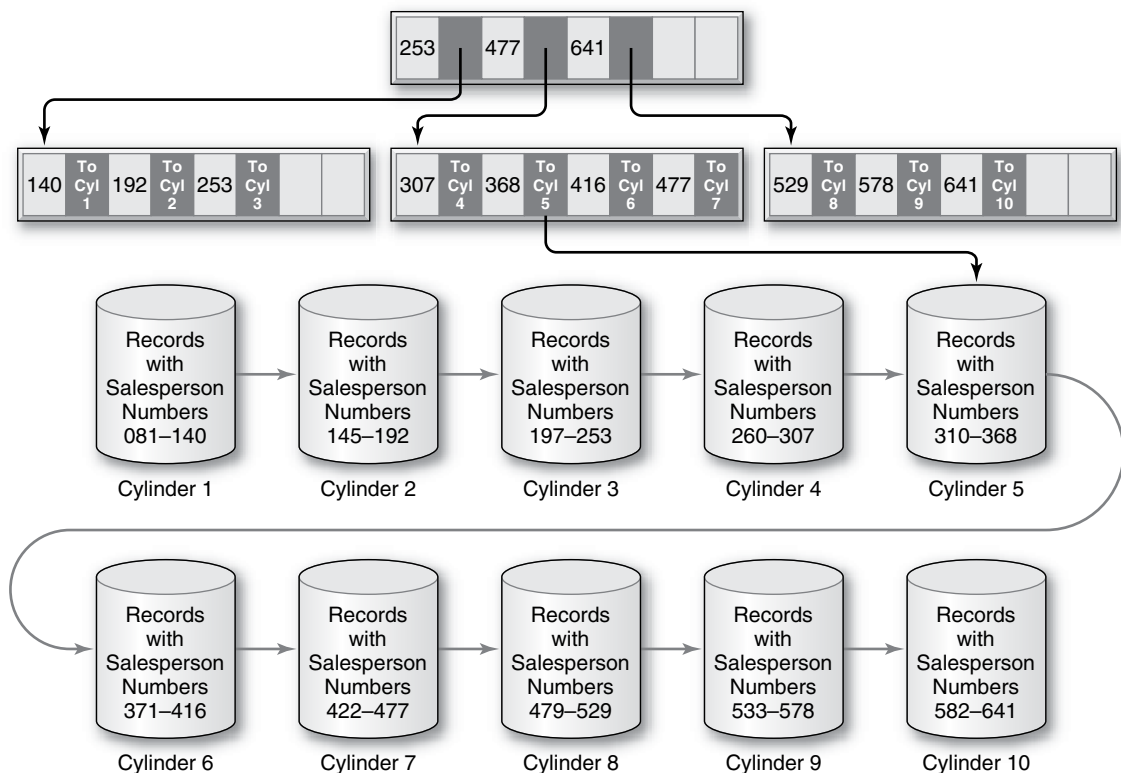 253 477 641
140 To Cyl 1 192 To Cyl 2 253 To Cyl 3
307 To Cyl 4 368 To Cyl 5 416 To Cyl 6 477 To Cyl 7
529 To Cyl 8 578 To Cyl 9 641 To Cyl 10
Records
with
Salesperson
Numbers
081–140
Cylinder 1
Records
with
Salesperson
Numbers
145–192
Cylinder 2
Records
with
Salesperson
Numbers
197–253
Cylinder 3
Records
with
Salesperson
Numbers
260–307
Cylinder 4
Records
with
Salesperson
Numbers
310–368
Cylinder 5
Records
with
Salesperson
Numbers
371–416
Cylinder 6
Records
with
Salesperson
Numbers
422–477
Cylinder 7
Records
with
Salesperson
Numbers
479–529
Cylinder 8
Records
with
Salesperson
Numbers
533–578
Cylinder 9
Records
with
Salesperson
Numbers
582–641
Cylinder 10